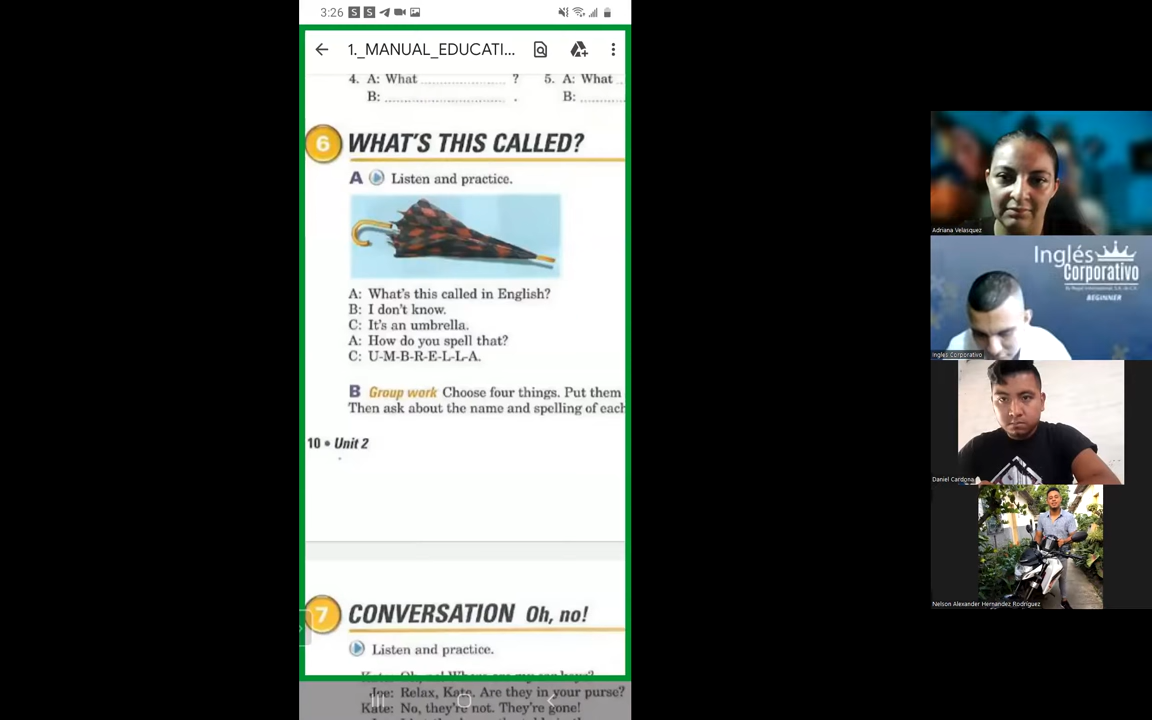 3:26
1._MANUAL_EDUCATI...
4. A: What ? 5. A: What
B: . B:
6 WHAT'S THIS CALLED?
A Listen and practice.
A: What's this called in English?
B: I don't know.
C: It's an umbrella.
A: How do you spell that?
C: U-M-B-R-E-L-L-A.
B Group work Choose four things. Put them
Then ask about the name and spelling of each
10 • Unit 2
7 CONVERSATION Oh, no!
Listen and practice.
Joe: Relax, Kate. Are they in your purse?
Kate: No, they're not. They're gone!
Adriana Velasquez
Inglés
Corporativo
BEGINNER
Inglés Corporativo
Daniel Cardona
Nelson Alexander Hernandez Rodriguez